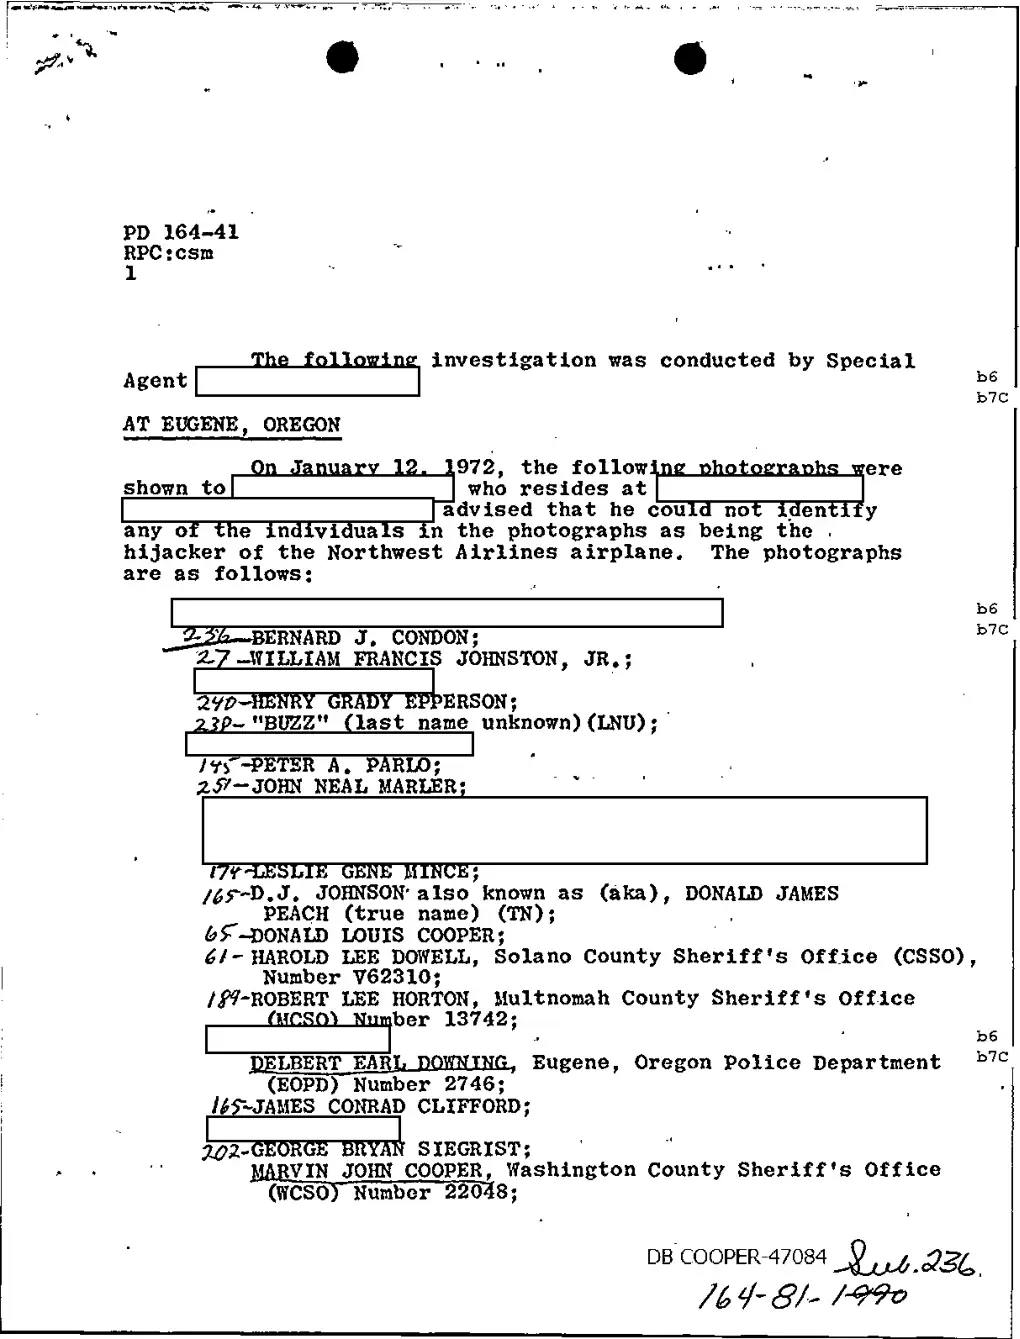 PD 164-41
RPC:csm
1
The following investigation was conducted by Special
Agent
b6
b7C
AT EUGENE, OREGON
On January 12, 1972, the following photographs were
shown to who resides at
advised that he could not identify
any of the individuals in the photographs as being the
hijacker of the Northwest Airlines airplane. The photographs
are as follows:
b6
b7C
236-BERNARD J. CONDON;
27-WILLIAM FRANCIS JOHNSTON, JR.;
240-HENRY GRADY EPPERSON;
"BUZZ" (last name unknown)(LNU);
145-PETER A. PARLO;
251-JOHN NEAL MARLER;
174-LESLIE GENE MINCE;
165-D.J. JOHNSON also known as (aka), DONALD JAMES
PEACH (true name) (TN);
65-DONALD LOUIS COOPER;
61-HAROLD LEE DOWELL, Solano County Sheriff's Office (CSSO),
Number V62310;
189-ROBERT LEE HORTON, Multnomah County Sheriff's Office
(MCSO) Number 13742;
b6
b7C
DELBERT EARL DOWNING, Eugene, Oregon Police Department
(EOPD) Number 2746;
165-JAMES CONRAD CLIFFORD;
202-GEORGE BRYAN SIEGRIST;
MARVIN JOHN COOPER, Washington County Sheriff's Office
(WCSO) Number 22048;
DB COOPER-47084 Sub.236.
164-81-1990